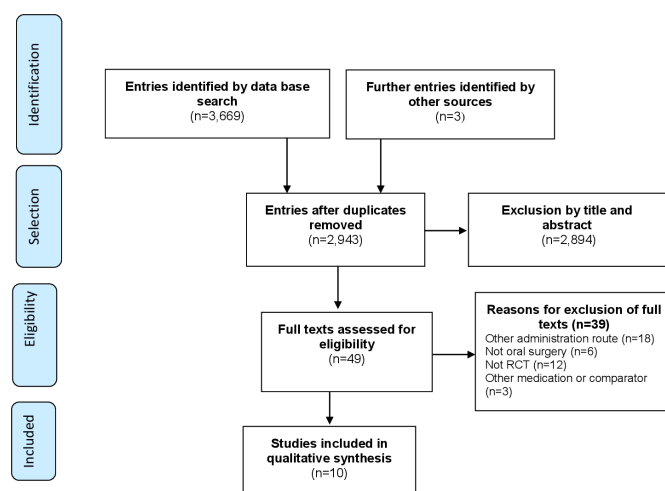 Identification
Entries identified by data base
search
(n=3,669)
Further entries identified by
other sources
(n=3)
Selection
Entries after duplicates
removed
(n=2,943)
Exclusion by title and
abstract
(n=2,894)
Eligibility
Full texts assessed for
eligibility
(n=49)
Reasons for exclusion of full
texts (n=39)
Other administration route (n=18)
Not oral surgery (n=6)
Not RCT (n=12)
Other medication or comparator
(n=3)
Included
Studies included in
qualitative synthesis
(n=10)